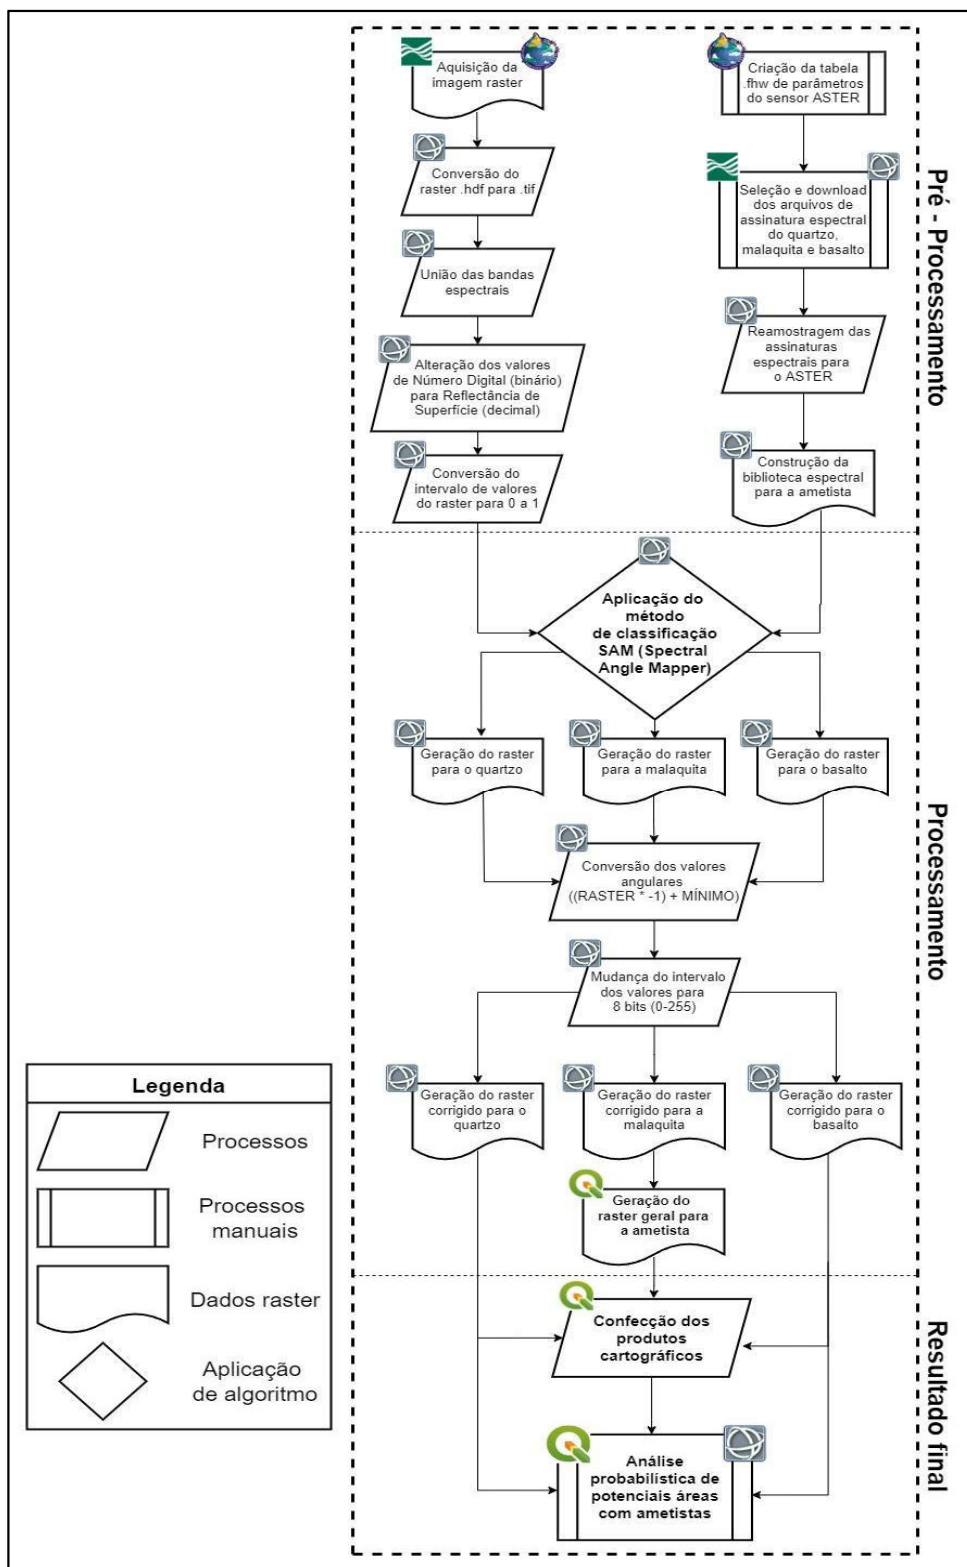 Aquisição da
imagem raster
Conversão do
raster .hdf para .tif
União das bandas
espectrais
Alteração dos valores
de Número Digital (binário)
para Reflectância de
Superfície (decimal)
Conversão do
intervalo de valores
do raster para 0 a 1
Criação da tabela
.fhw de parâmetros
do sensor ASTER
Seleção e download
dos arquivos de
assinatura espectral
do quartzo,
malaquita e basalto
Reamostragem das
assinaturas
espectrais para
o ASTER
Construção da
biblioteca espectral
para a ametista
Pré - Processamento
Aplicação do
método
de classificação
SAM (Spectral
Angle Mapper)
Geração do raster
para o quartzo
Geração do raster
para a malaquita
Geração do raster
para o basalto
Conversão dos valores
angulares
((RASTER * -1) + MÍNIMO)
Mudança do intervalo
dos valores para
8 bits (0-255)
Geração do raster
corrigido para o
quartzo
Geração do raster
corrigido para a
malaquita
Geração do raster
corrigido para o
basalto
Geração do
raster geral para
a ametista
Processamento
Confecção dos
produtos
cartográficos
Análise
probabilística de
potenciais áreas
com ametistas
Resultado final
Legenda
Processos
Processos
manuais
Dados raster
Aplicação
de algoritmo